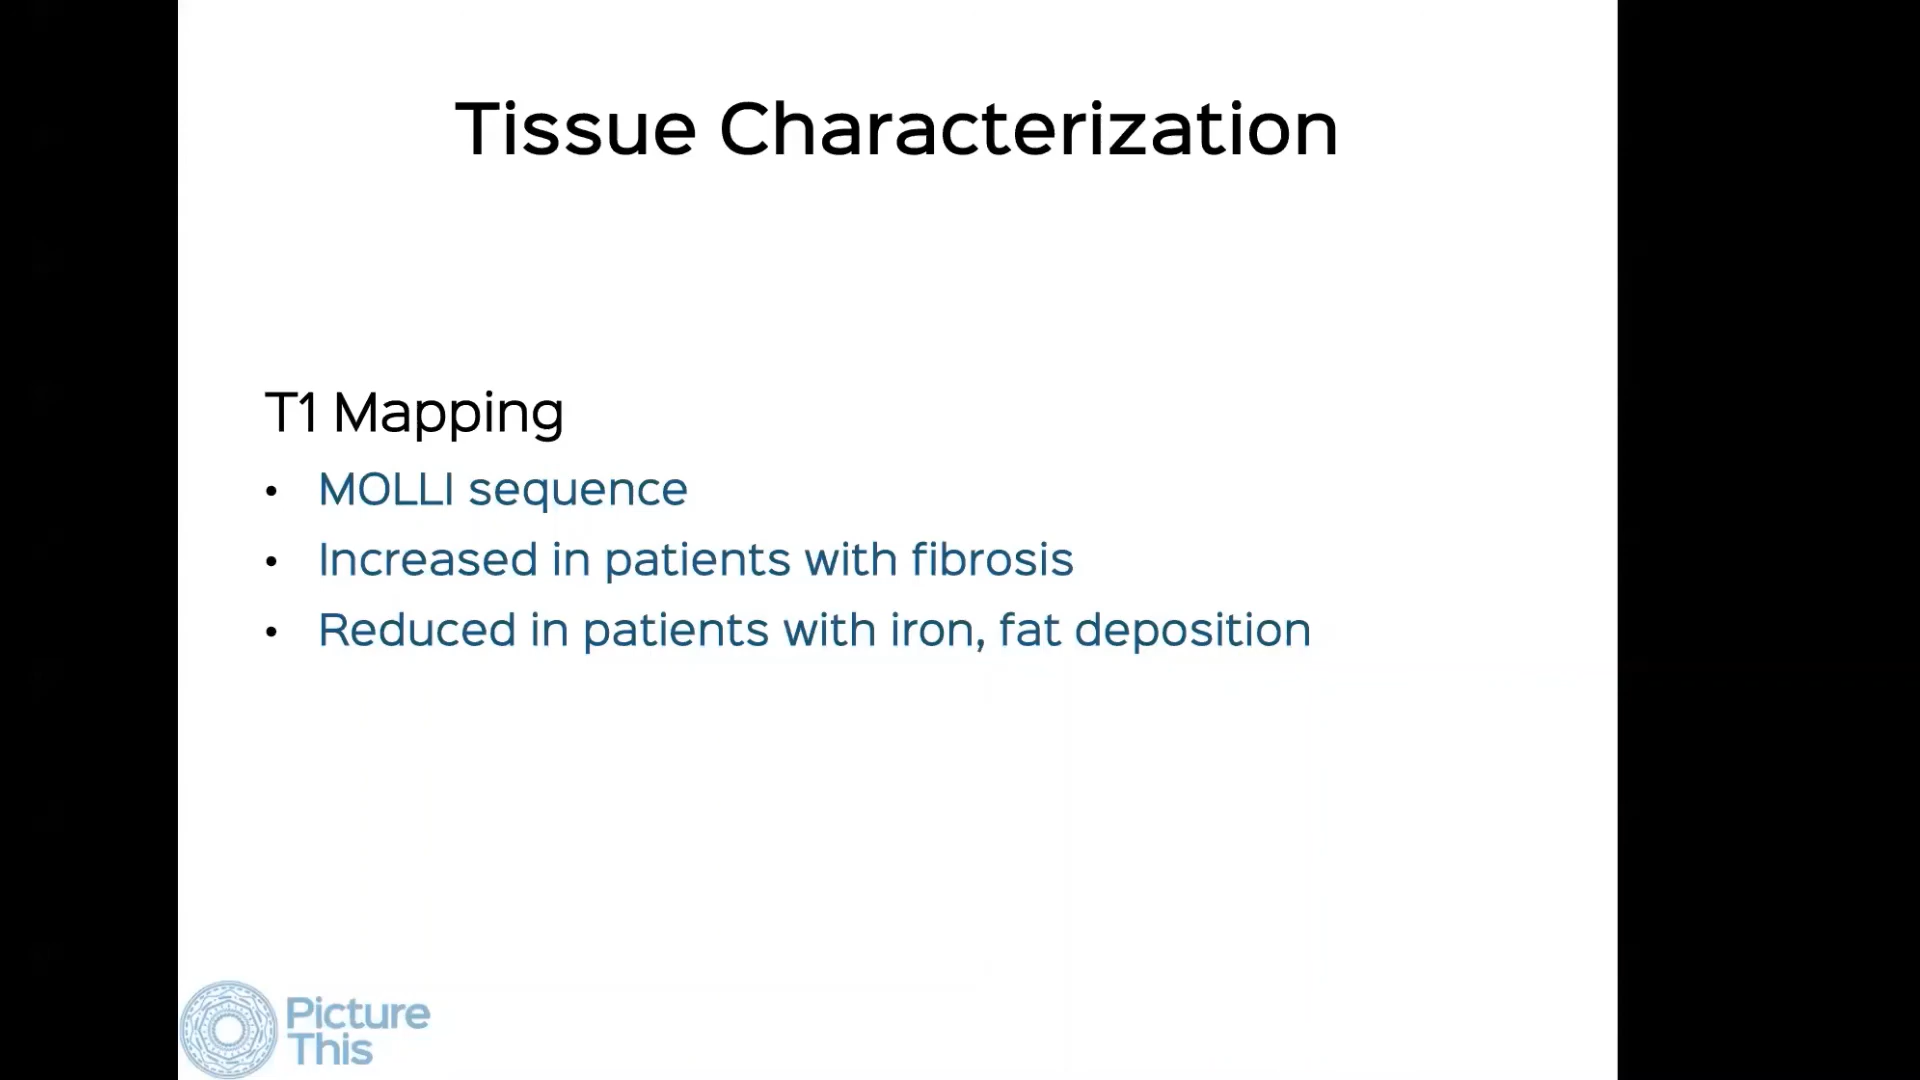 Tissue Characterization
T1 Mapping
• MOLLI sequence
• Increased in patients with fibrosis
• Reduced in patients with iron, fat deposition
Picture
This